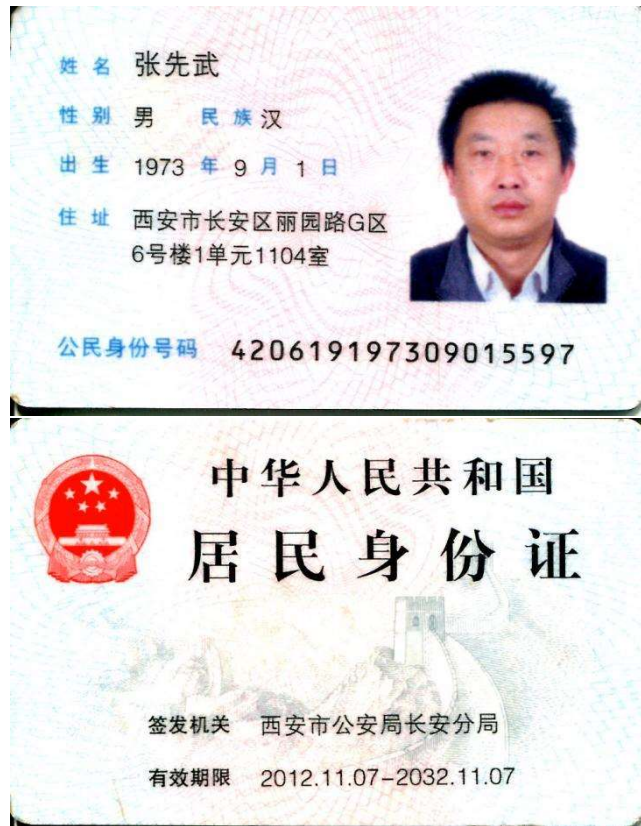 姓名 张先武
性别 男 民族 汉
出生 1973 年 9 月 1 日
住址 西安市长安区丽园路G区
6号楼1单元1104室
公民身份号码 420619197309015597
中华人民共和国
居民身份证
签发机关 西安市公安局长安分局
有效期限 2012.11.07-2032.11.07